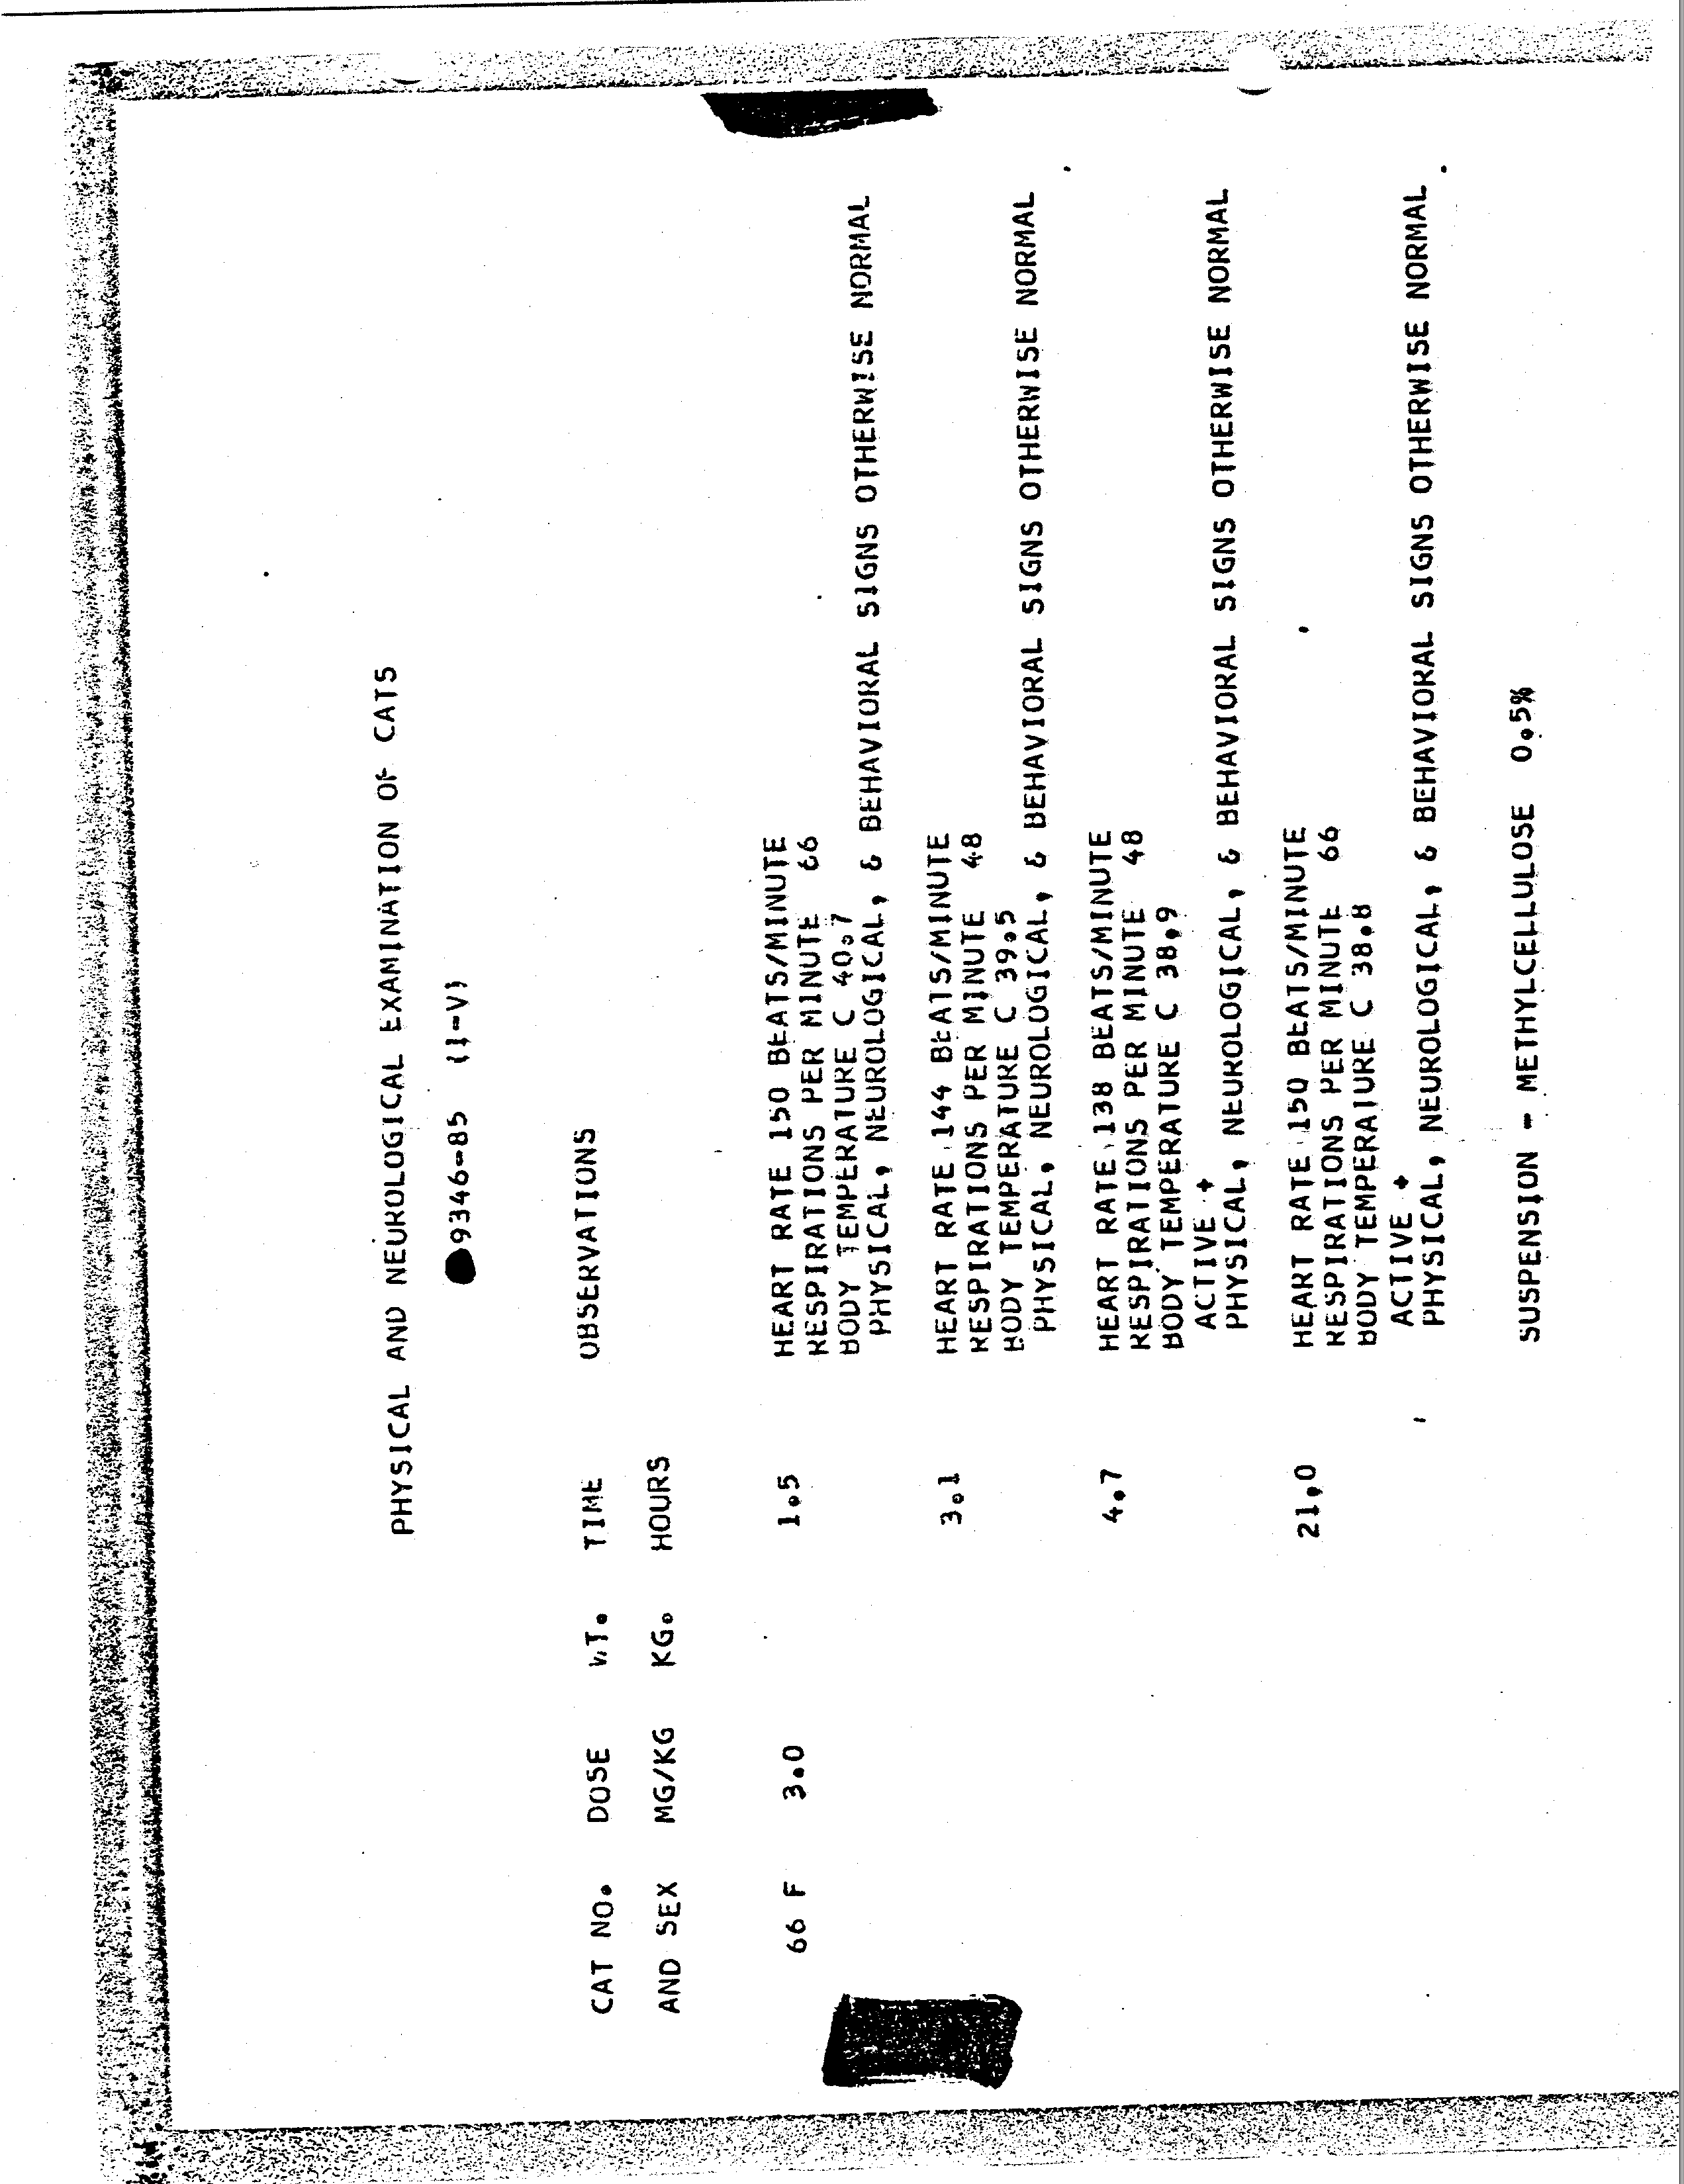 PHYSICAL AND NEUROLOGICAL EXAMINATION OF CATS
9346-85 (I-V)
CAT NO. DOSE WT. TIME OBSERVATIONS
AND SEX MG/KG KG. HOURS
66 F 3.0 1.5 HEART RATE 150 BEATS/MINUTE
RESPIRATIONS PER MINUTE 66
BODY TEMPERATURE C 40.7
PHYSICAL, NEUROLOGICAL, & BEHAVIORAL SIGNS OTHERWISE NORMAL
3.1 HEART RATE 144 BEATS/MINUTE
RESPIRATIONS PER MINUTE 48
BODY TEMPERATURE C 39.5
PHYSICAL, NEUROLOGICAL, & BEHAVIORAL SIGNS OTHERWISE NORMAL
4.7 HEART RATE 138 BEATS/MINUTE
RESPIRATIONS PER MINUTE 48
BODY TEMPERATURE C 38.9
ACTIVE +
PHYSICAL, NEUROLOGICAL, & BEHAVIORAL SIGNS OTHERWISE NORMAL
21.0 HEART RATE 150 BEATS/MINUTE
RESPIRATIONS PER MINUTE 66
BODY TEMPERATURE C 38.8
ACTIVE +
PHYSICAL, NEUROLOGICAL, & BEHAVIORAL SIGNS OTHERWISE NORMAL
SUSPENSION - METHYLCELLULOSE 0.5%